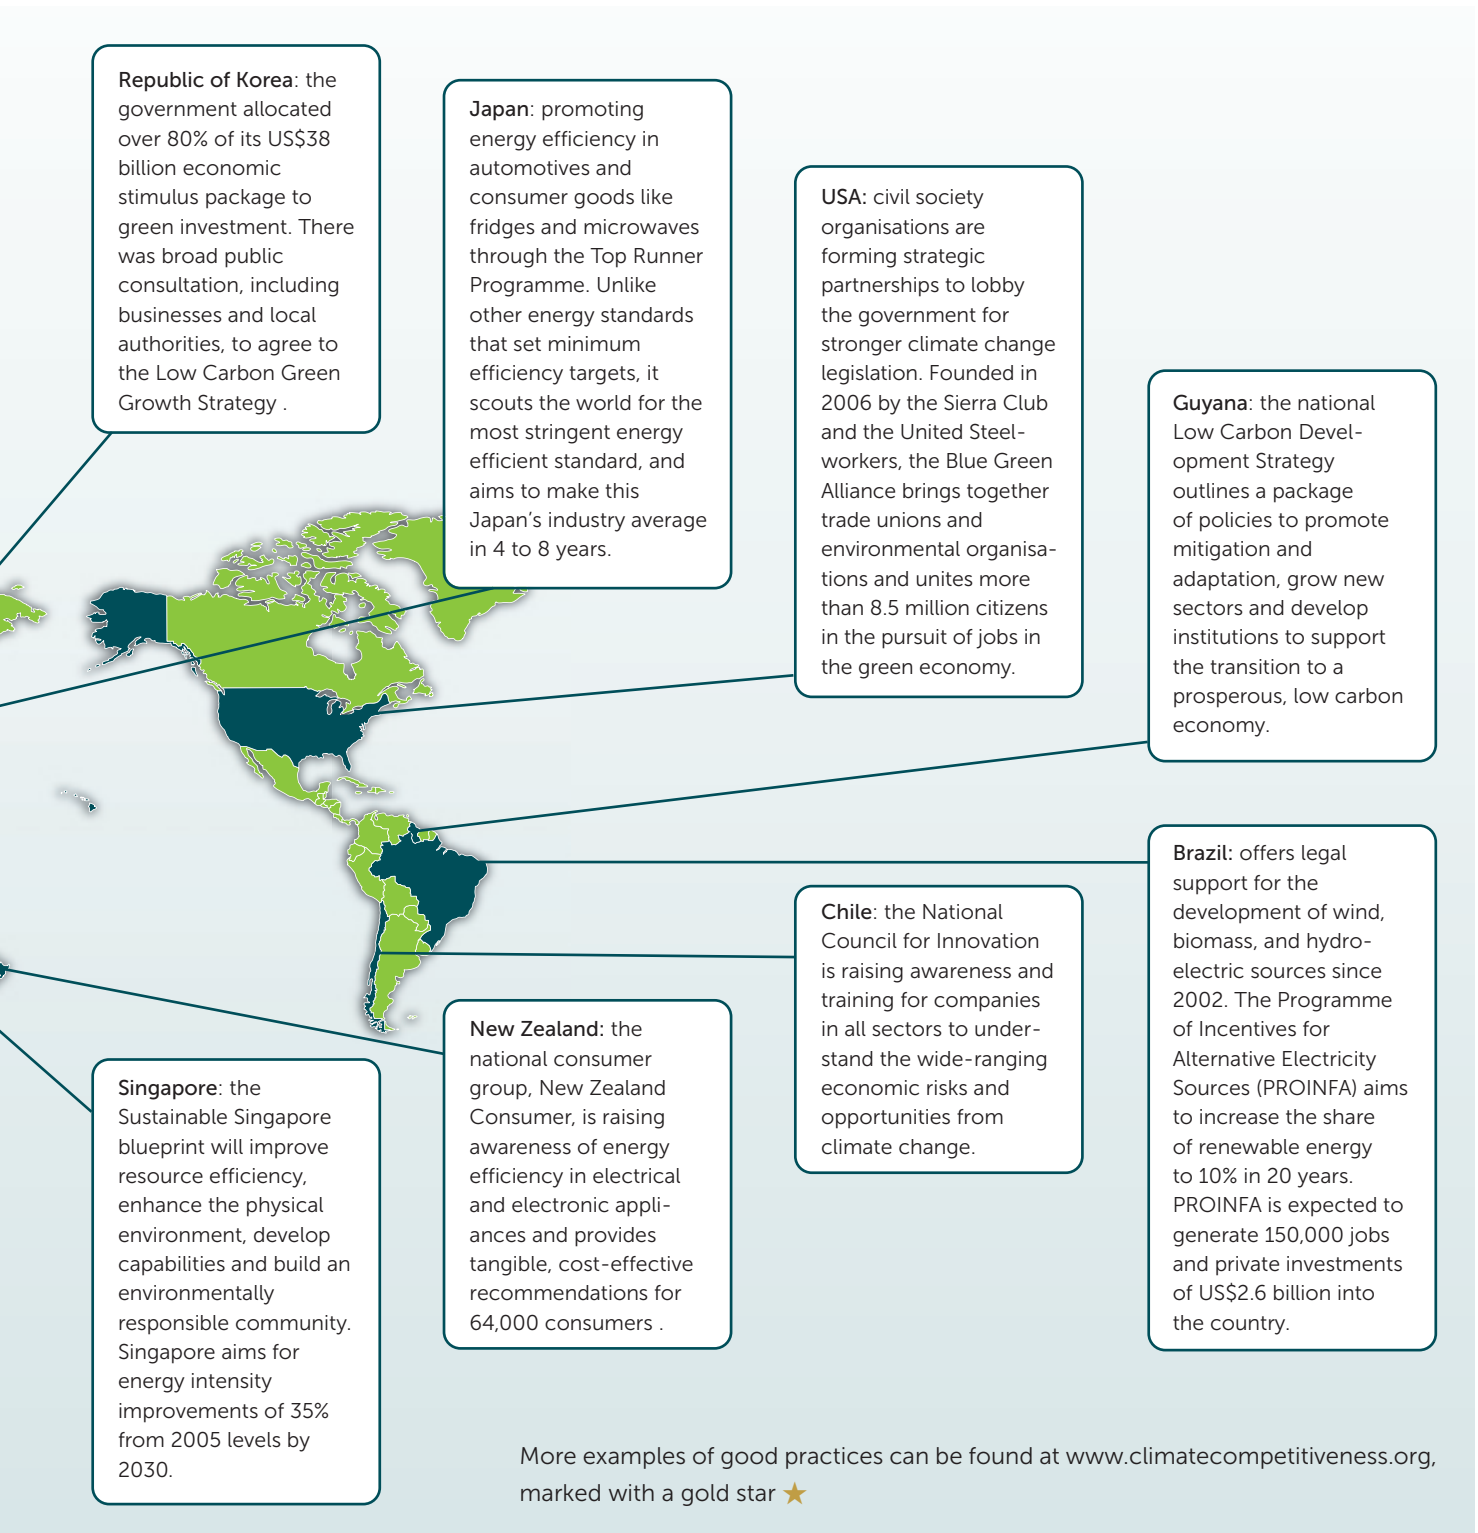 Republic of Korea: the
government allocated
over 80% of its US$38
billion economic
stimulus package to
green investment. There
was broad public
consultation, including
businesses and local
authorities, to agree to
the Low Carbon Green
Growth Strategy .
Japan: promoting
energy efficiency in
automotives and
consumer goods like
fridges and microwaves
through the Top Runner
Programme. Unlike
other energy standards
that set minimum
efficiency targets, it
scouts the world for the
most stringent energy
efficient standard, and
aims to make this
Japan's industry average
in 4 to 8 years.
USA: civil society
organisations are
forming strategic
partnerships to lobby
the government for
stronger climate change
legislation. Founded in
2006 by the Sierra Club
and the United Steel-
workers, the Blue Green
Alliance brings together
trade unions and
environmental organisa-
tions and unites more
than 8.5 million citizens
in the pursuit of jobs in
the green economy.
Guyana: the national
Low Carbon Devel-
opment Strategy
outlines a package
of policies to promote
mitigation and
adaptation, grow new
sectors and develop
institutions to support
the transition to a
prosperous, low carbon
economy.
Brazil: offers legal
support for the
development of wind,
biomass, and hydro-
electric sources since
2002. The Programme
of Incentives for
Alternative Electricity
Sources (PROINFA) aims
to increase the share
of renewable energy
to 10% in 20 years.
PROINFA is expected to
generate 150,000 jobs
and private investments
of US$2.6 billion into
the country.
Chile: the National
Council for Innovation
is raising awareness and
training for companies
in all sectors to under-
stand the wide-ranging
economic risks and
opportunities from
climate change.
New Zealand: the
national consumer
group, New Zealand
Consumer, is raising
awareness of energy
efficiency in electrical
and electronic appli-
ances and provides
tangible, cost-effective
recommendations for
64,000 consumers .
Singapore: the
Sustainable Singapore
blueprint will improve
resource efficiency,
enhance the physical
environment, develop
capabilities and build an
environmentally
responsible community.
Singapore aims for
energy intensity
improvements of 35%
from 2005 levels by
2030.
More examples of good practices can be found at www.climatecompetitiveness.org,
marked with a gold star ★